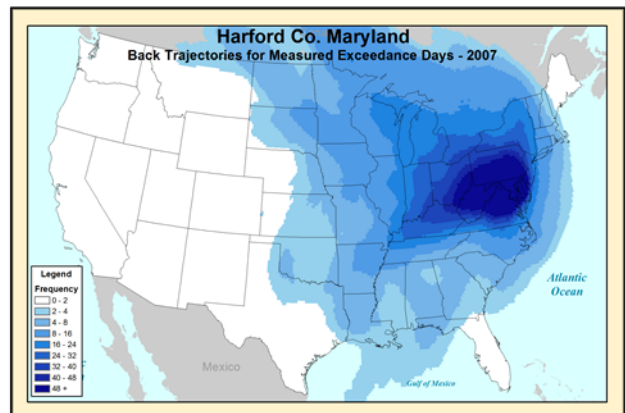 Harford Co. Maryland
Back Trajectories for Measured Exceedance Days - 2007
Atlantic
Ocean
Legend
Frequency
0 - 2
2 - 4
4 - 8
8 - 16
16 - 24
24 - 32
32 - 40
40 - 48
48 +
Mexico
Gulf of Mexico